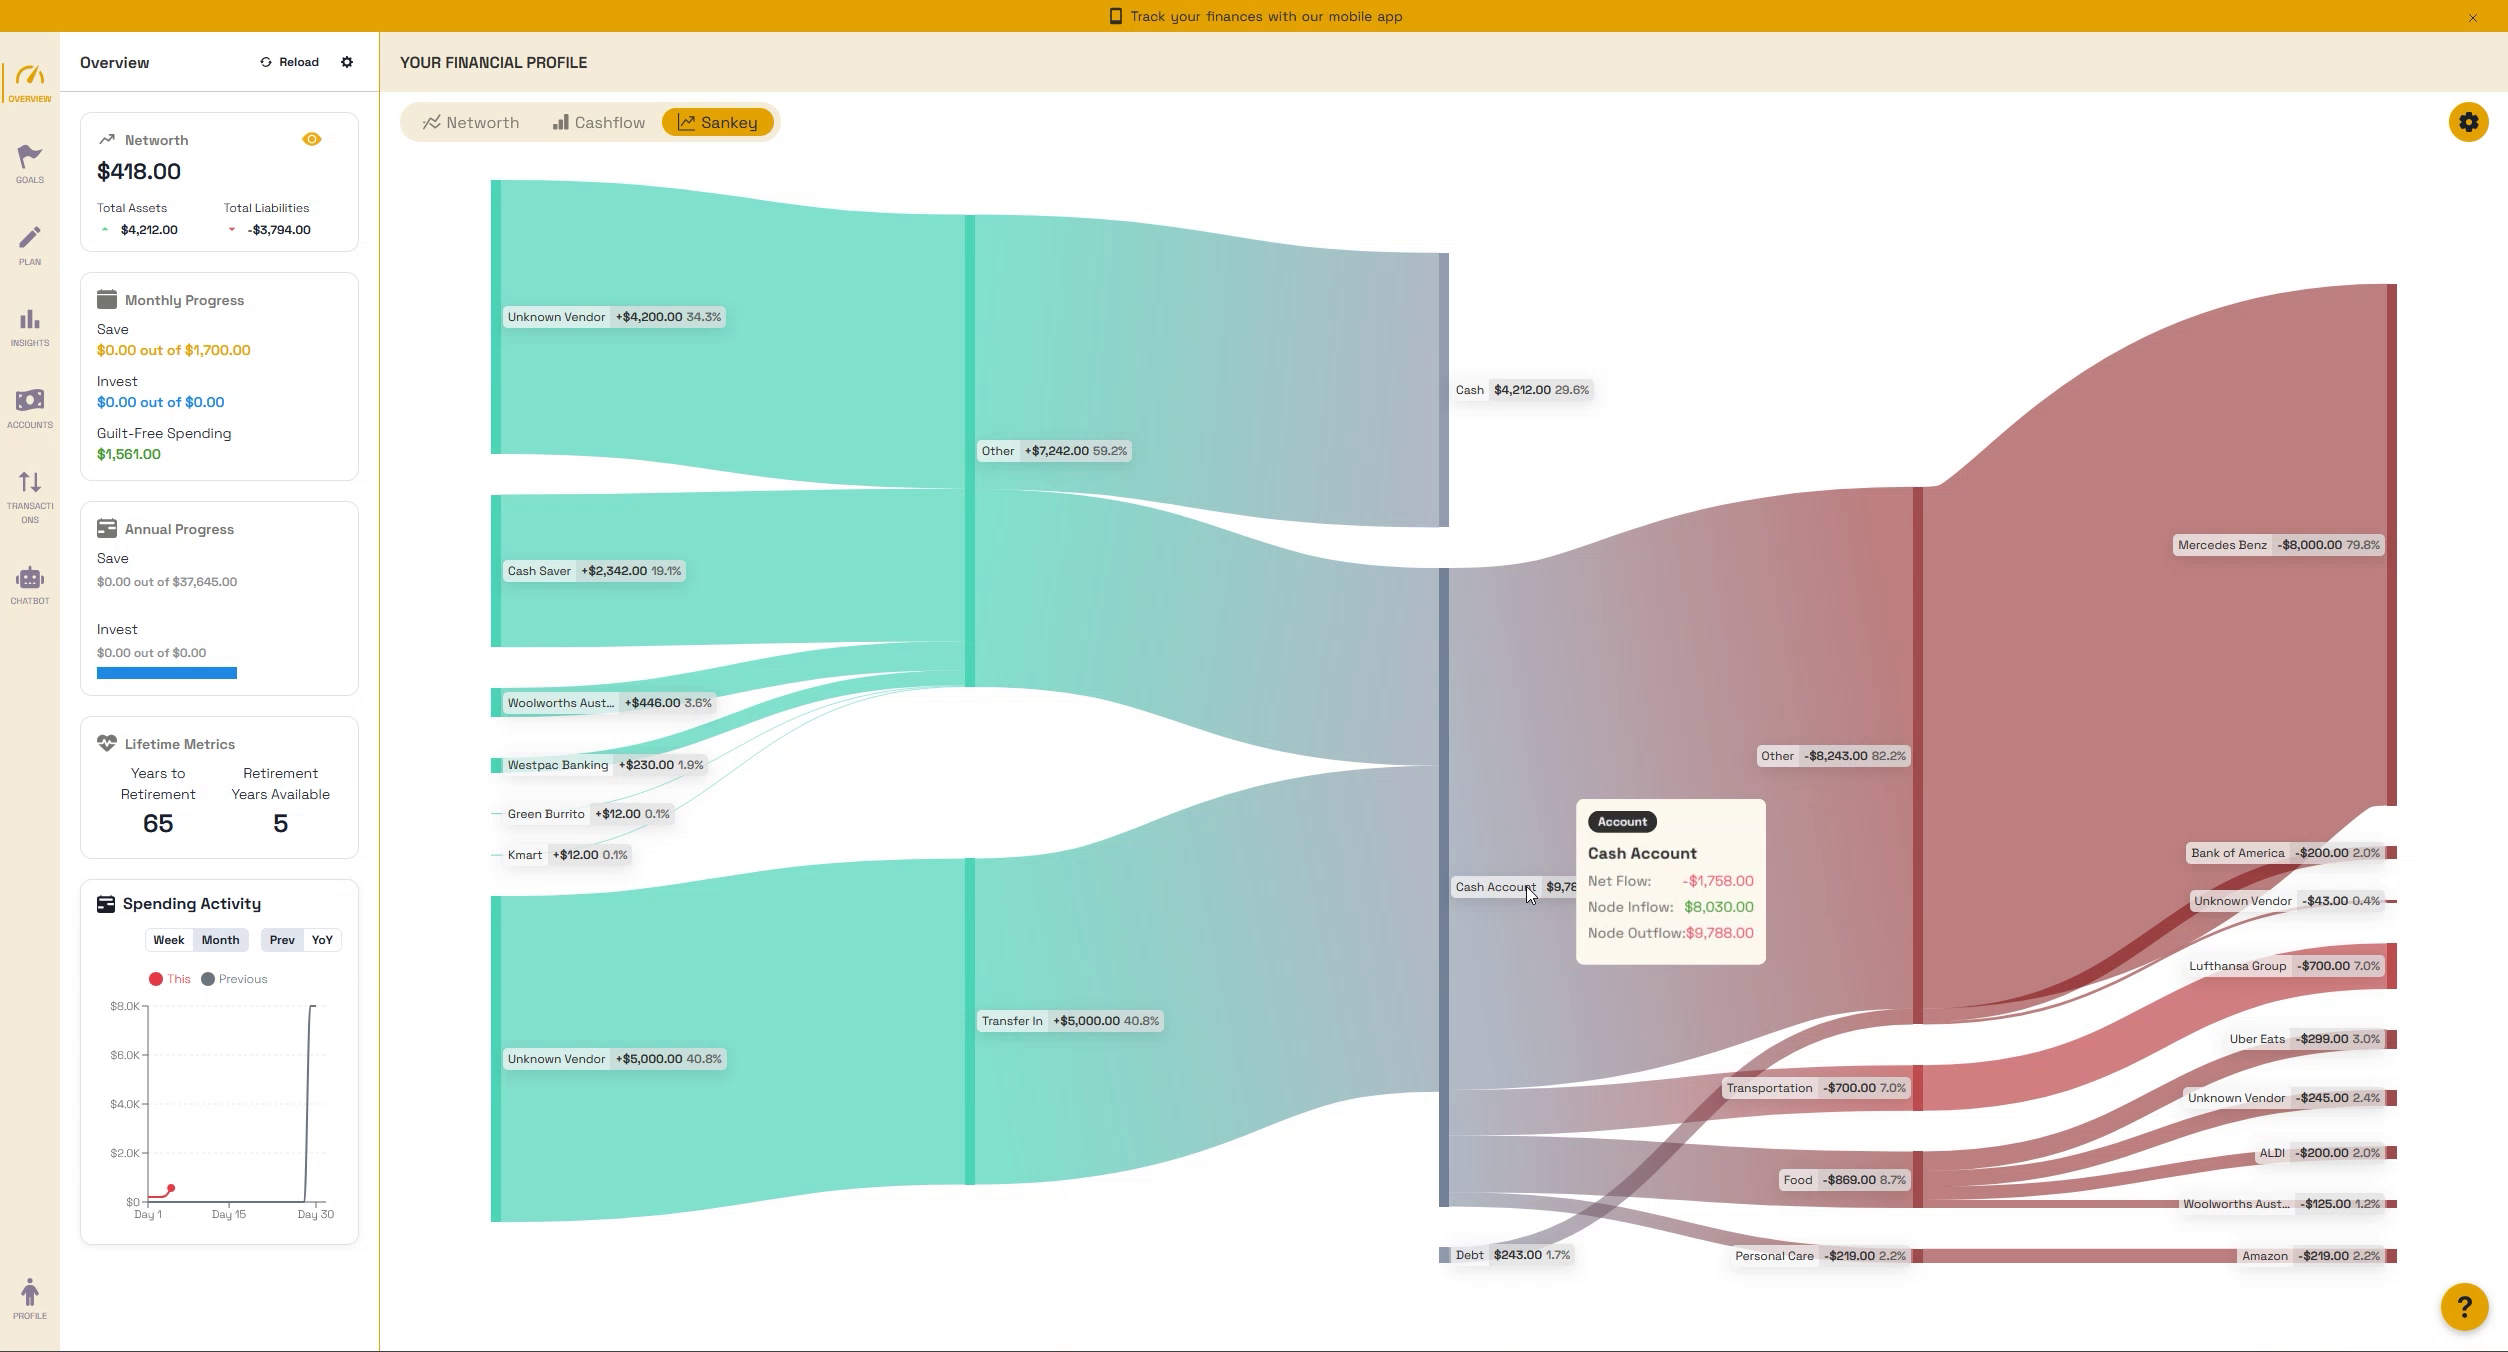 Track your finances with our mobile app
OVERVIEW
GOALS
PLAN
INSIGHTS
ACCOUNTS
TRANSACTI
ONS
CHATBOT
PROFILE
Overview
Reload
Networth
$418.00
Total Assets
Total Liabilities
$4,212.00
-$3,794.00
Monthly Progress
Save
$0.00 out of $1,700.00
Invest
$0.00 out of $0.00
Guilt-Free Spending
$1,561.00
Annual Progress
Save
$0.00 out of $37,645.00
Invest
$0.00 out of $0.00
Lifetime Metrics
Years to
Retirement
65
Retirement
Years Available
5
Spending Activity
Week Month Prev YoY
This Previous
$8.0K
$6.0K
$4.0K
$2.0K
$0
Day 1 Day 15 Day 30
YOUR FINANCIAL PROFILE
Networth Cashflow Sankey
Unknown Vendor +$4,200.00 34.3%
Cash Saver +$2,342.00 19.1%
Woolworths Aust... +$446.00 3.6%
Westpac Banking +$230.00 1.9%
Green Burrito +$12.00 0.1%
Kmart +$12.00 0.1%
Unknown Vendor +$5,000.00 40.8%
Other +$7,242.00 59.2%
Transfer In +$5,000.00 40.8%
Cash $4,212.00 29.6%
Cash Account $9,78
Debt $243.00 1.7%
Account
Cash Account
Net Flow: -$1,758.00
Node Inflow: $8,030.00
Node Outflow:$9,788.00
Other -$8,243.00 82.2%
Transportation -$700.00 7.0%
Food -$869.00 8.7%
Personal Care -$219.00 2.2%
Mercedes Benz -$8,000.00 79.8%
Bank of America -$200.00 2.0%
Unknown Vendor -$43.00 0.4%
Lufthansa Group -$700.00 7.0%
Uber Eats -$299.00 3.0%
Unknown Vendor -$245.00 2.4%
ALDI -$200.00 2.0%
Woolworths Aust... -$125.00 1.2%
Amazon -$219.00 2.2%
?